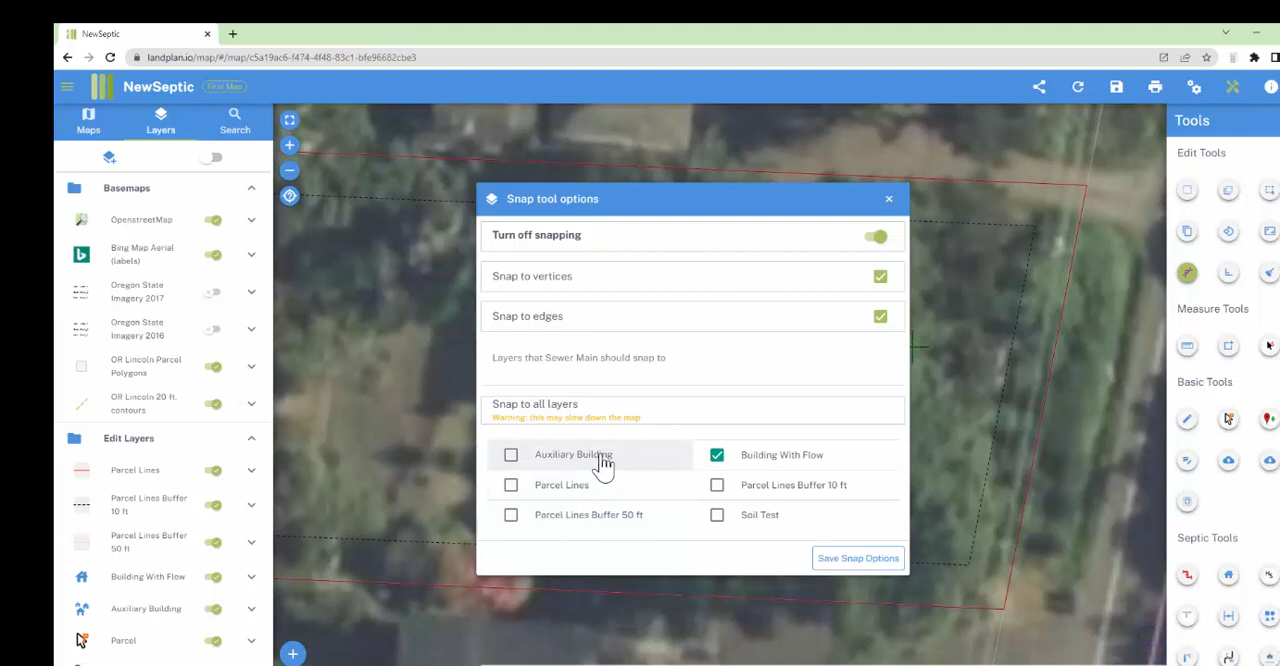 NewSeptic
landplan.io/map/#/map/c5a19ac6-f474-4f48-83c1-bfe96682cbe3
NewSeptic
First Map
Maps
Layers
Search
Tools
Edit Tools
Basemaps
OpenstreetMap
Bing Map Aerial
(labels)
Oregon State
Imagery 2017
Oregon State
Imagery 2016
OR Lincoln Parcel
Polygons
OR Lincoln 20 ft.
contours
Edit Layers
Parcel Lines
Parcel Lines Buffer
10 ft
Parcel Lines Buffer
50 ft
Building With Flow
Auxiliary Building
Parcel
Snap tool options
Turn off snapping
Snap to vertices
Snap to edges
Layers that Sewer Main should snap to
Snap to all layers
Warning: this may slow down the map
Auxiliary Building
Building With Flow
Parcel Lines
Parcel Lines Buffer 10 ft
Parcel Lines Buffer 50 ft
Soil Test
Save Snap Options
Measure Tools
Basic Tools
Septic Tools